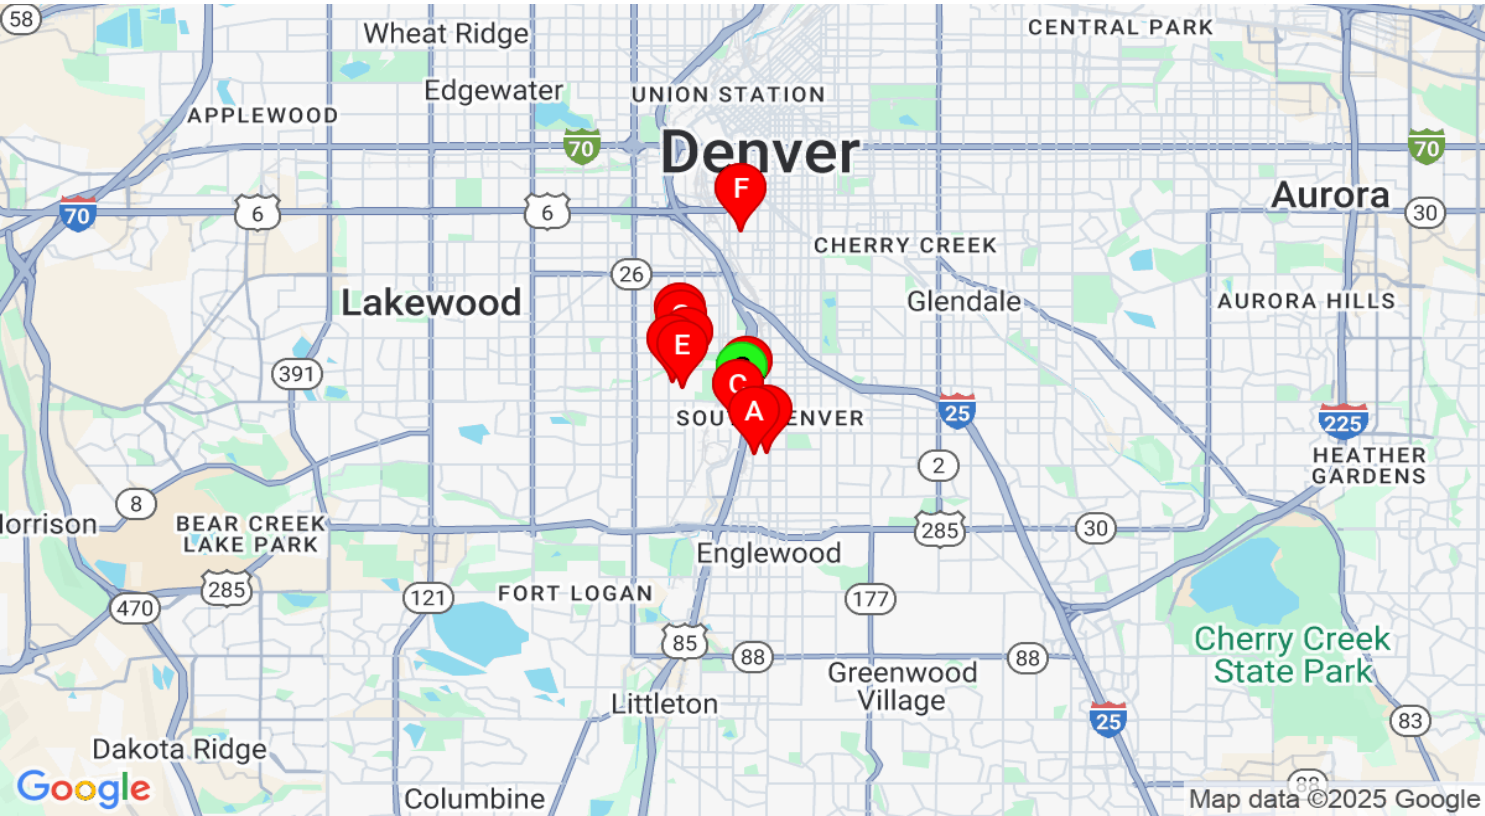 58
Wheat Ridge
CENTRAL PARK
Edgewater
UNION STATION
APPLEWOOD
70
Denver
70
F
Aurora
70
6
6
30
CHERRY CREEK
26
Lakewood
Glendale
AURORA HILLS
E
391
C
A
SOU
ENVER
25
225
2
HEATHER
GARDENS
8
orrison
BEAR CREEK
LAKE PARK
285
30
Englewood
285
470
121
FORT LOGAN
177
85
88
88
Cherry Creek
State Park
Greenwood
Village
Littleton
25
83
Dakota Ridge
Google
Columbine
88
Map data ©2025 Google